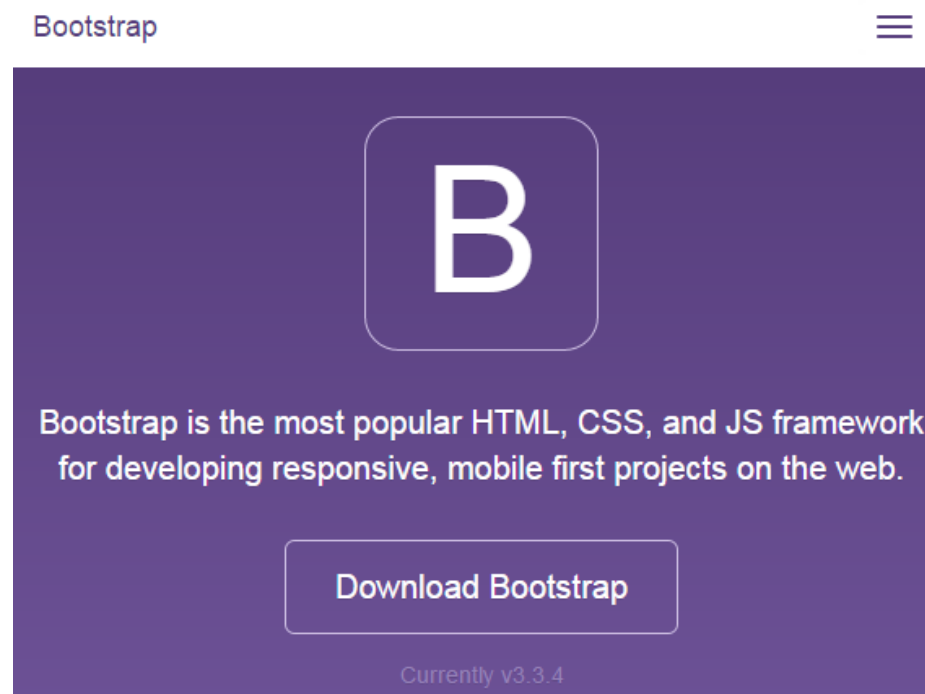 Bootstrap
B
Bootstrap is the most popular HTML, CSS, and JS framework
for developing responsive, mobile first projects on the web.
Download Bootstrap
Currently v3.3.4